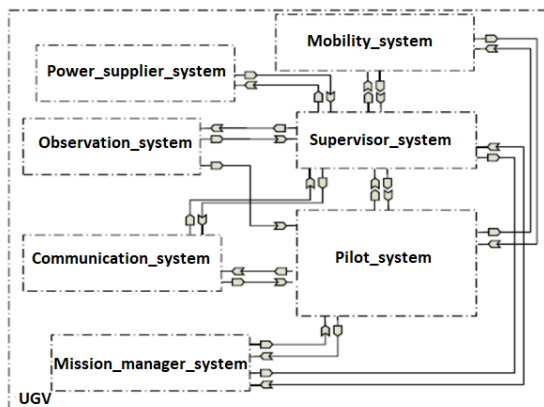 Mobility_system
Power_supplier_system
Observation_system
Supervisor_system
Communication_system
Pilot_system
Mission_manager_system
UGV